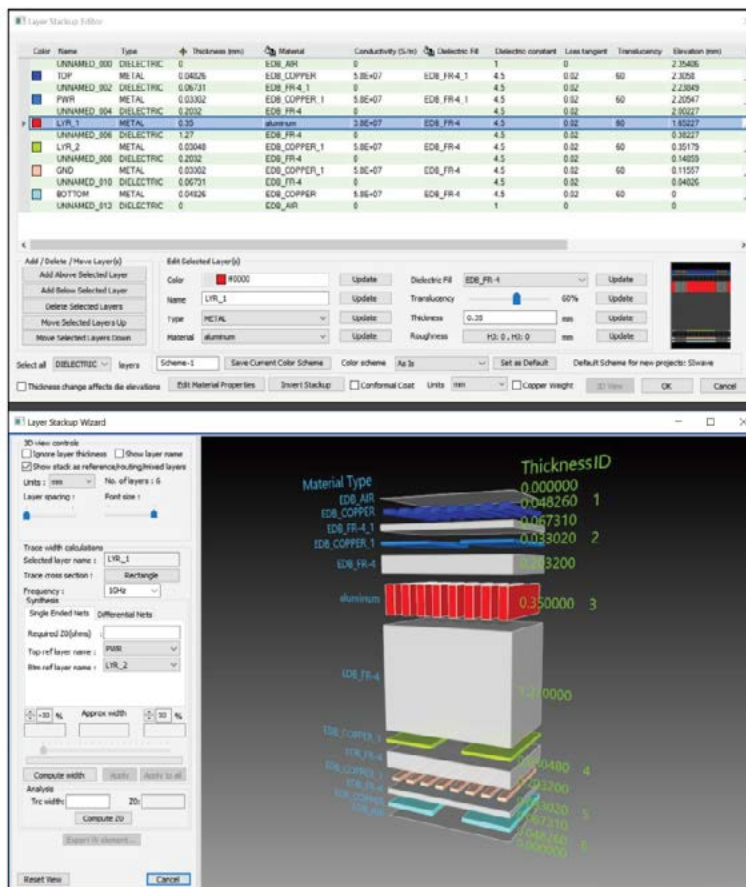 Layer Stackup Editor
Color Name Type Thickness (mm) Material Conductivity (S/m) Dielectric Fill Dielectric constant Loss tangent Translucency Elevation (mm)
UNNAMED_000 DIELECTRIC 0 EDB_AIR 0 1 0 2.35406
TOP METAL 0.04826 EDB_COPPER 5.8E+07 EDB_FR-4_1 4.5 0.02 60 2.3058
UNNAMED_002 DIELECTRIC 0.06731 EDB_FR-4_1 0 4.5 0.02 2.23849
PWR METAL 0.03302 EDB_COPPER_1 5.8E+07 EDB_FR-4_1 4.5 0.02 60 2.20547
UNNAMED_004 DIELECTRIC 0.2032 EDB_FR-4 0 4.5 0.02 2.00227
LYR_1 METAL 0.35 aluminum 3.8E+07 EDB_FR-4 4.5 0.02 60 1.65227
UNNAMED_006 DIELECTRIC 1.27 EDB_FR-4 0 4.5 0.02 0.38227
LYR_2 METAL 0.03048 EDB_COPPER_1 5.8E+07 EDB_FR-4 4.5 0.02 60 0.35179
UNNAMED_008 DIELECTRIC 0.2032 EDB_FR-4 0 4.5 0.02 0.14859
GND METAL 0.03302 EDB_COPPER_1 5.8E+07 EDB_FR-4 4.5 0.02 60 0.11557
UNNAMED_010 DIELECTRIC 0.06731 EDB_FR-4 0 4.5 0.02 0.04826
BOTTOM METAL 0.04826 EDB_COPPER 5.8E+07 EDB_FR-4 4.5 0.02 60 0
UNNAMED_012 DIELECTRIC 0 EDB_AIR 0 1 0 0
Add / Delete / Move Layer(s)
Add Above Selected Layer
Add Below Selected Layer
Delete Selected Layers
Move Selected Layers Up
Move Selected Layers Down
Edit Selected Layer(s)
Color #0000 Update Dielectric Fill EDB_FR-4 Update
Name LYR_1 Update Translucency 60% Update
Type METAL Update Thickness 0.35 mm Update
Material aluminum Update Roughness HJ: 0 , HJ: 0 mm Update
Select all DIELECTRIC layers Scheme-1 Save Current Color Scheme Color scheme As Is Set as Default Default Scheme for new projects: SIwave
Thickness change affects die elevations Edit Material Properties Invert Stackup Conformal Coat Units mm Copper Weight 3D View OK Cancel
Layer Stackup Wizard
3D view controls
Ignore layer thickness Show layer name
Show stack as reference/routing/mixed layers
Units : mm No. of layers : 6
Layer spacing : Font size :
Trace width calculations
Selected layer name : LYR_1
Trace cross section : Rectangle
Frequency : 1GHz
Synthesis
Single Ended Nets Differential Nets
Required Z0(ohms) :
Top ref layer name : PWR
Btm ref layer name : LYR_2
-10 % Approx width 10 %
Compute width Apply Apply to all
Analysis
Trc width: Z0:
Compute Z0
Export W element...
Reset View Cancel
Material Type Thickness ID
EDB_AIR 0.000000
EDB_COPPER 0.048260 1
EDB_FR-4_1 0.067310
EDB_COPPER_1 0.033020 2
EDB_FR-4 0.203200
aluminum 0.350000 3
EDB_FR-4 1.270000
EDB_COPPER_1 0.030480 4
EDB_FR-4 0.203200
EDB_COPPER_1 0.033020 5
EDB_FR-4 0.067310
EDB_COPPER 0.048260 6
EDB_AIR 0.000000